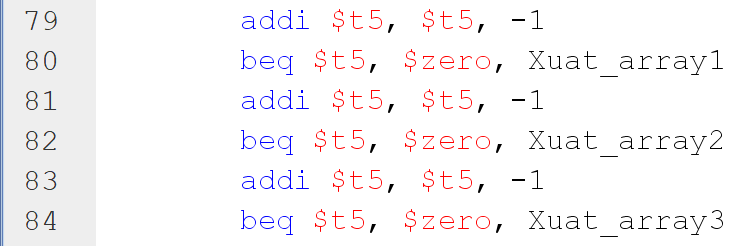 79 addi $t5, $t5, -1
80 beq $t5, $zero, Xuat_array1
81 addi $t5, $t5, -1
82 beq $t5, $zero, Xuat_array2
83 addi $t5, $t5, -1
84 beq $t5, $zero, Xuat_array3